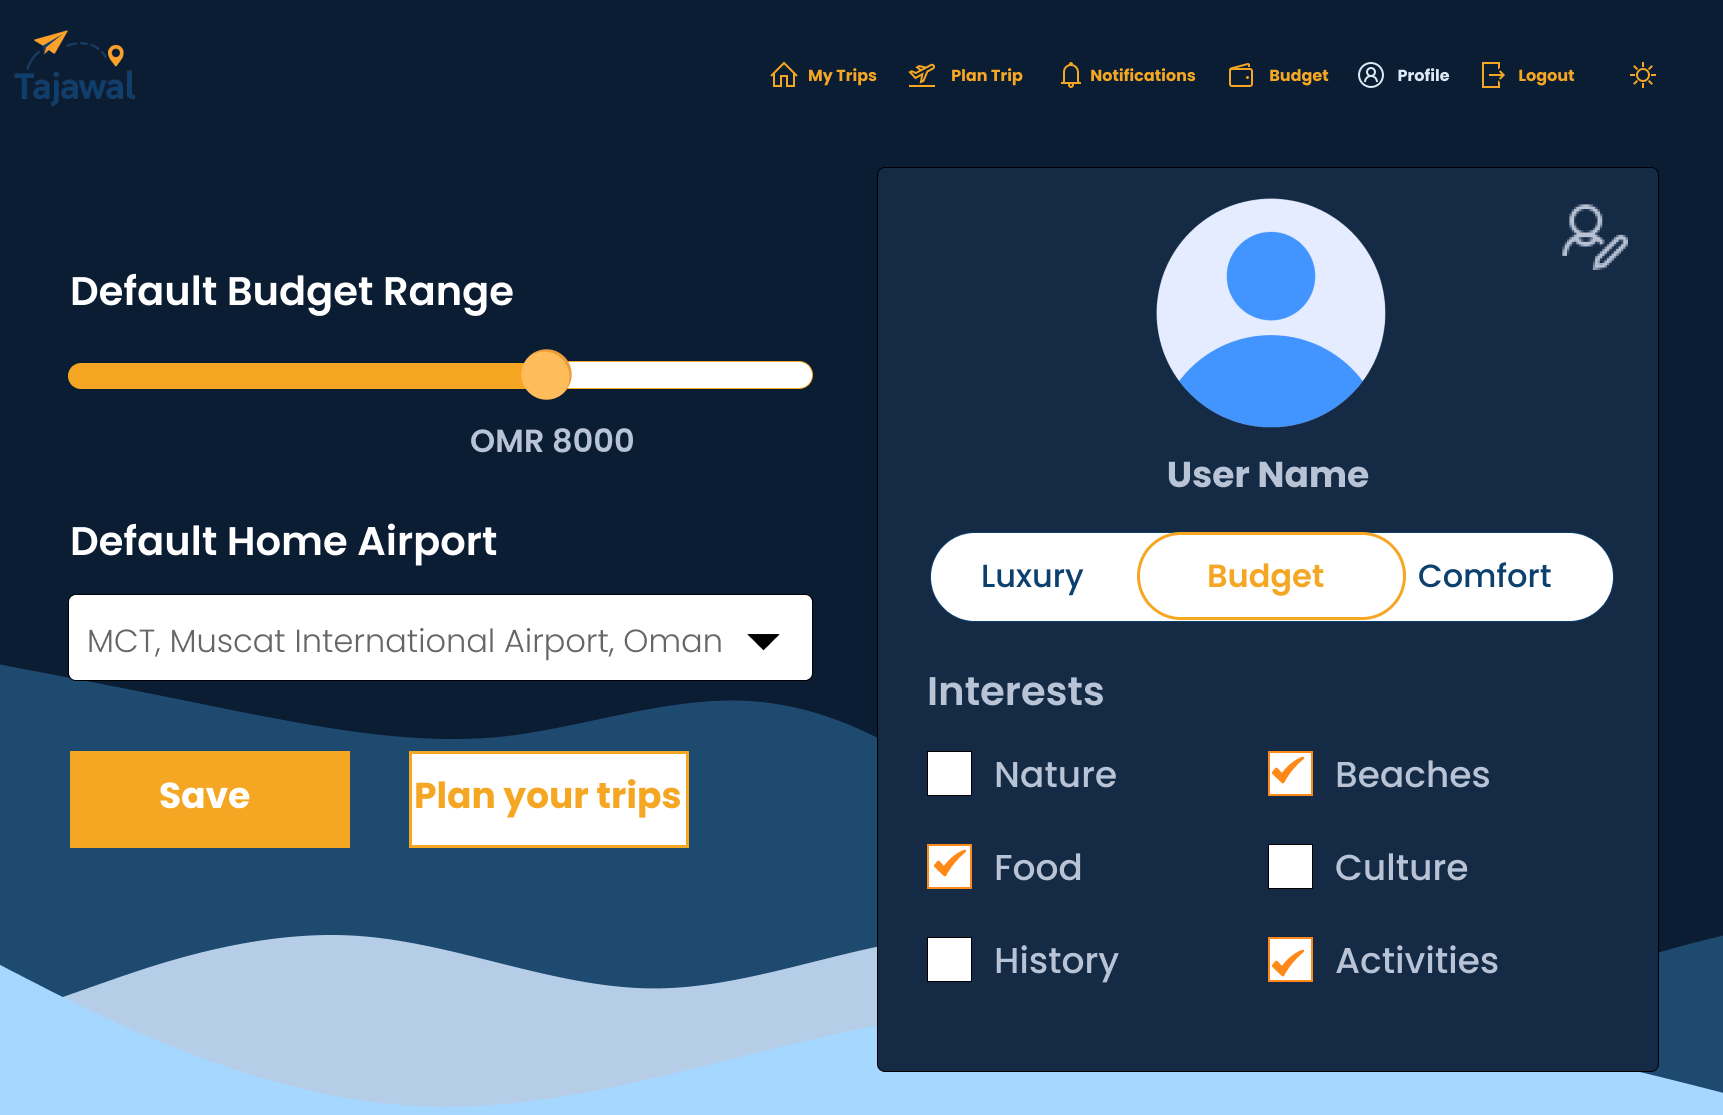 Tajawal
My Trips
Plan Trip
Notifications
Budget
Profile
Logout
Default Budget Range
OMR 8000
Default Home Airport
MCT, Muscat International Airport, Oman
Save
Plan your trips
User Name
Luxury
Budget
Comfort
Interests
Nature
Beaches
Food
Culture
History
Activities